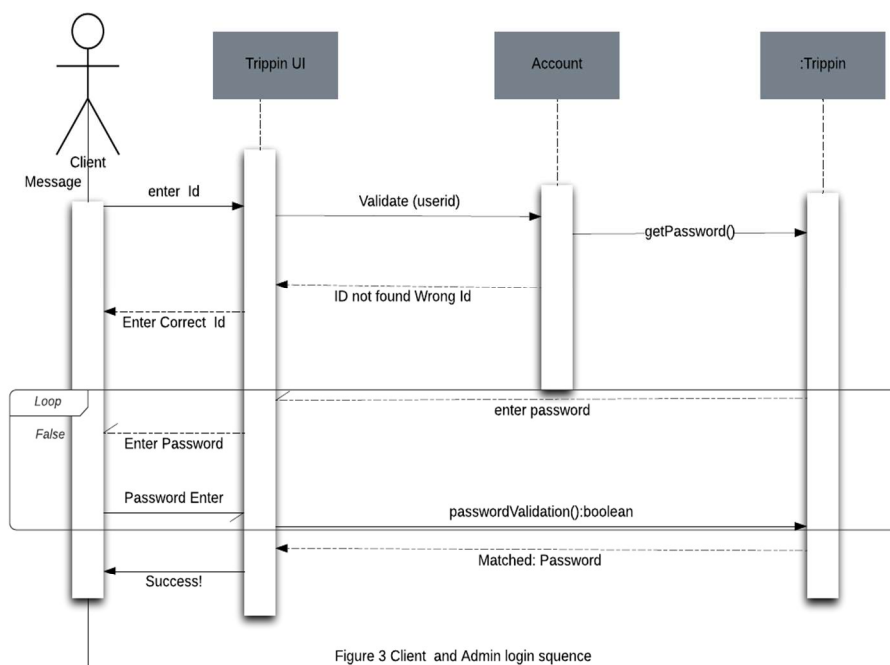 Trippin UI
Account
:Trippin
Client
Message
enter Id
Validate (userid)
getPassword()
ID not found Wrong Id
Enter Correct Id
Loop
enter password
False
Enter Password
Password Enter
passwordValidation():boolean
Matched: Password
Success!
Figure 3 Client and Admin login squence